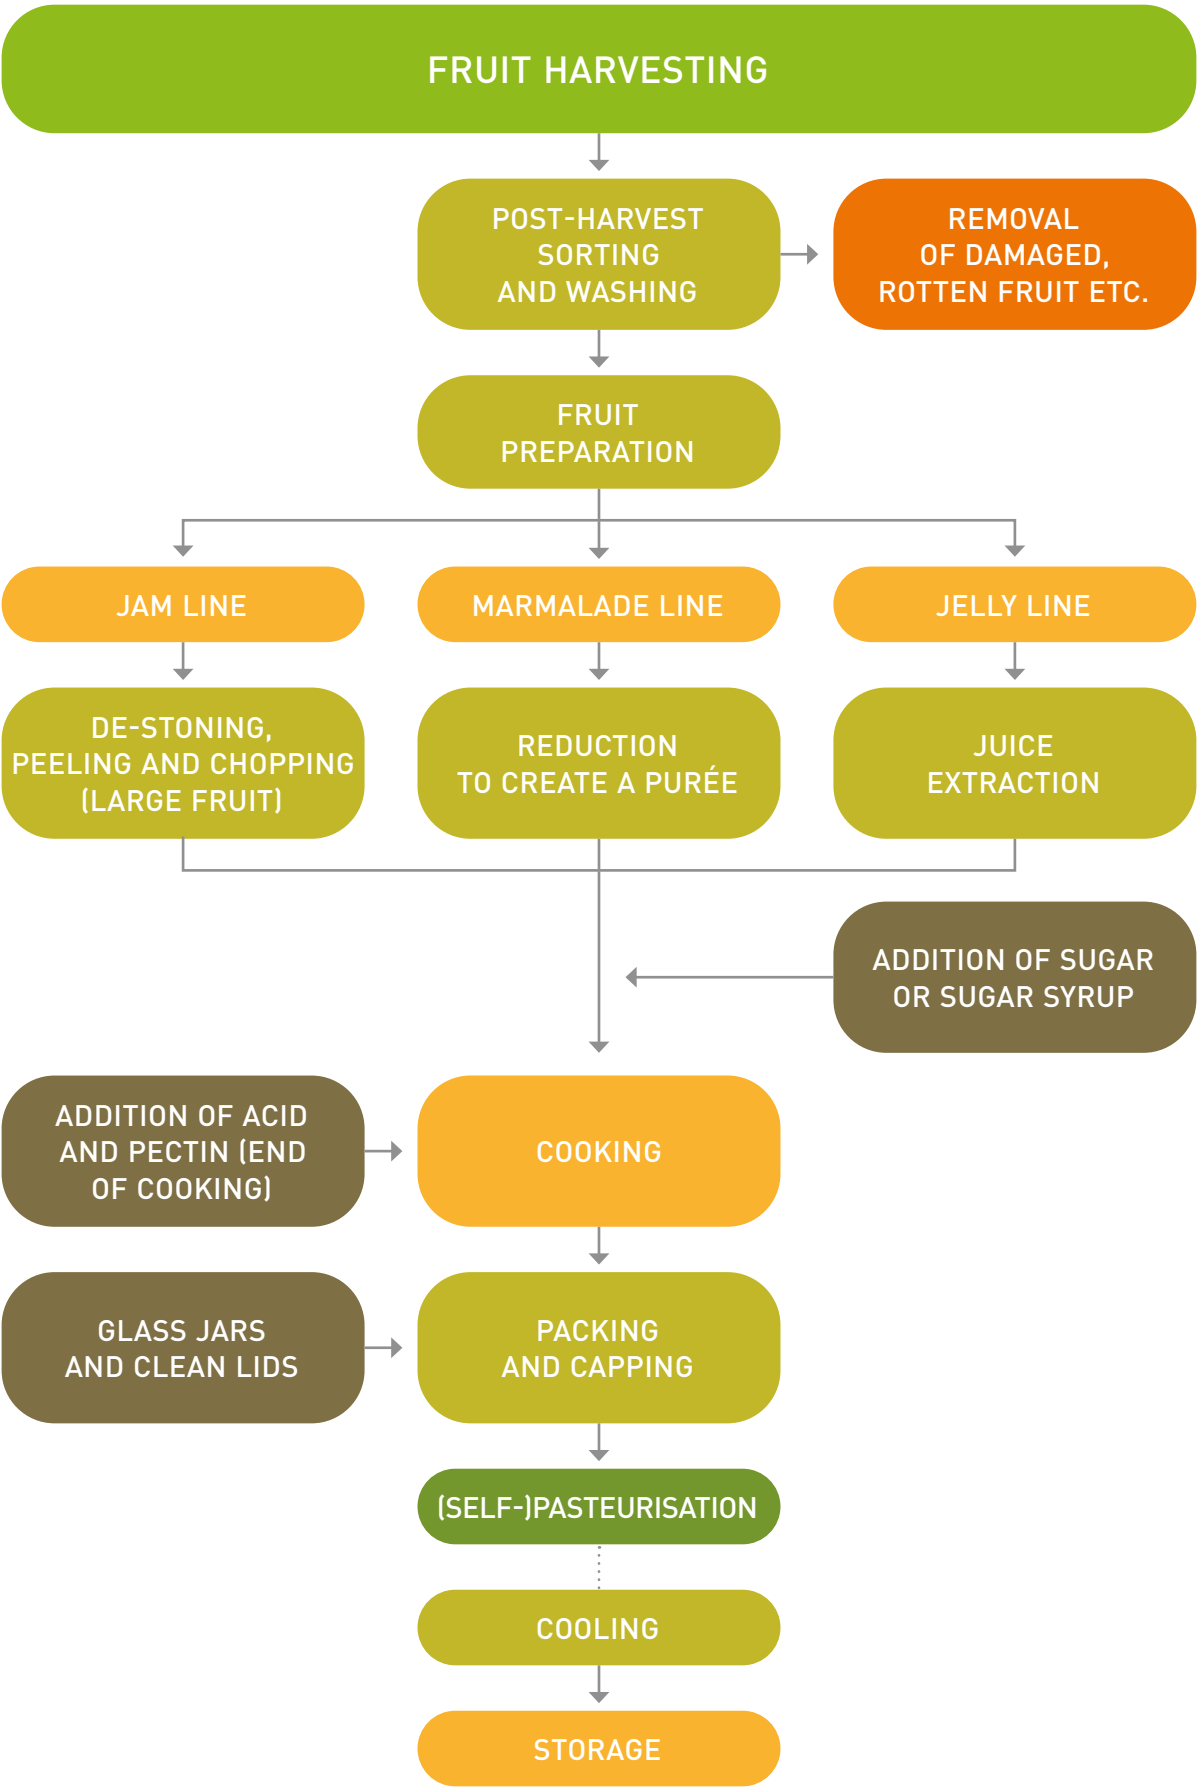 FRUIT HARVESTING
POST-HARVEST
SORTING
AND WASHING
REMOVAL
OF DAMAGED,
ROTTEN FRUIT ETC.
FRUIT
PREPARATION
JAM LINE
MARMALADE LINE
JELLY LINE
DE-STONING,
PEELING AND CHOPPING
(LARGE FRUIT)
REDUCTION
TO CREATE A PURÉE
JUICE
EXTRACTION
ADDITION OF SUGAR
OR SUGAR SYRUP
ADDITION OF ACID
AND PECTIN (END
OF COOKING)
COOKING
GLASS JARS
AND CLEAN LIDS
PACKING
AND CAPPING
(SELF-)PASTEURISATION
COOLING
STORAGE